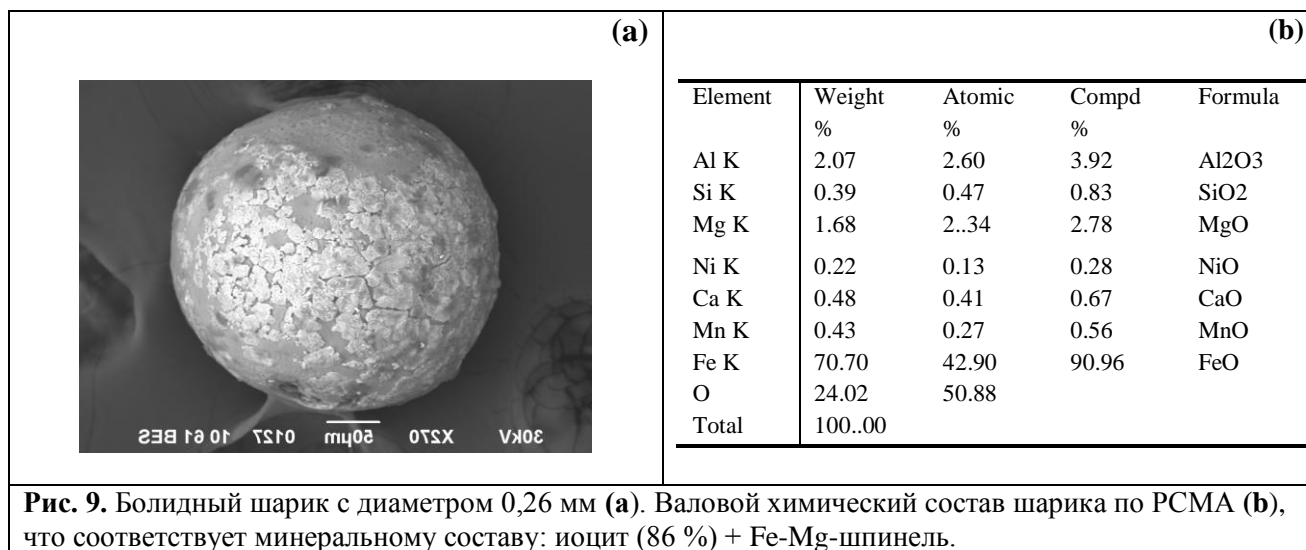 (a)
30kV X270 50µm 0127 10 61 BES
(b)
Element Weight % Atomic % Compd % Formula
Al K 2.07 2.60 3.92 Al2O3
Si K 0.39 0.47 0.83 SiO2
Mg K 1.68 2..34 2.78 MgO
Ni K 0.22 0.13 0.28 NiO
Ca K 0.48 0.41 0.67 CaO
Mn K 0.43 0.27 0.56 MnO
Fe K 70.70 42.90 90.96 FeO
O 24.02 50.88
Total 100..00
Рис. 9. Болидный шарик с диаметром 0,26 мм (a). Валовой химический состав шарика по РСМА (b),
что соответствует минеральному составу: иоцит (86 %) + Fe-Mg-шпинель.